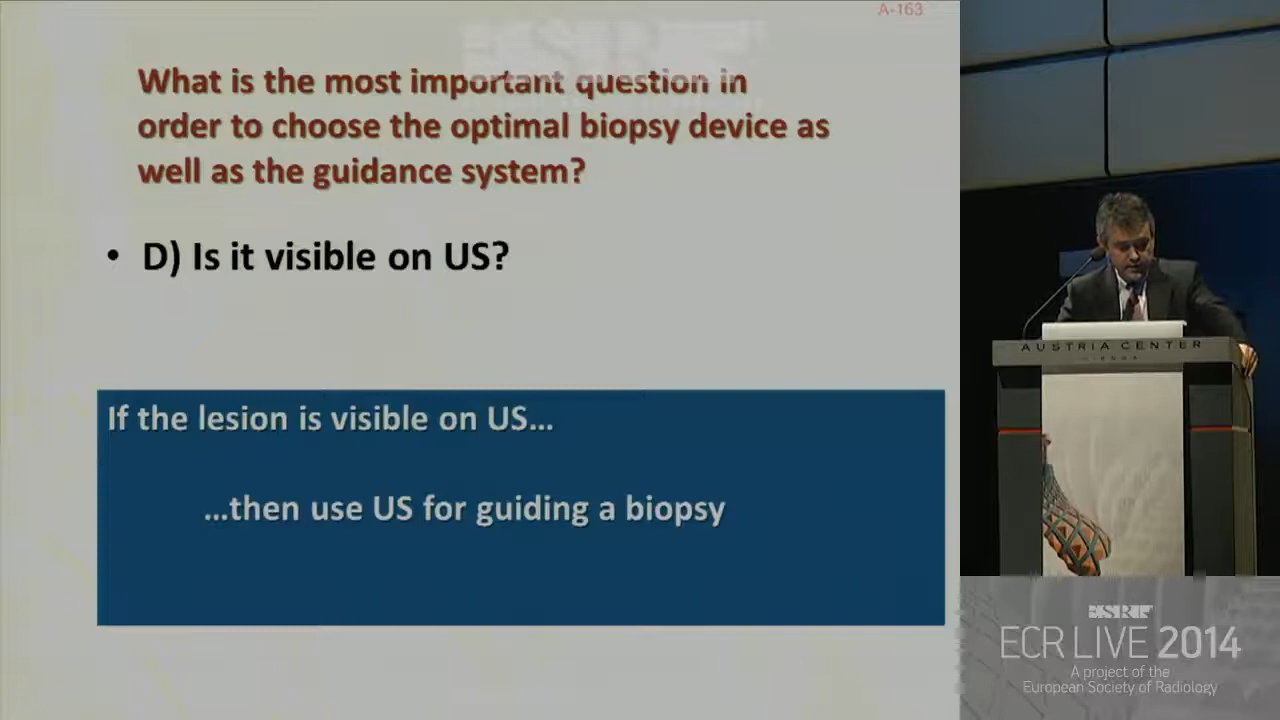 A-163
What is the most important question in
order to choose the optimal biopsy device as
well as the guidance system?
• D) Is it visible on US?
If the lesion is visible on US...
...then use US for guiding a biopsy
AUSTRIA CENTER
ECR LIVE 2014
A project of the
European Society of Radiology